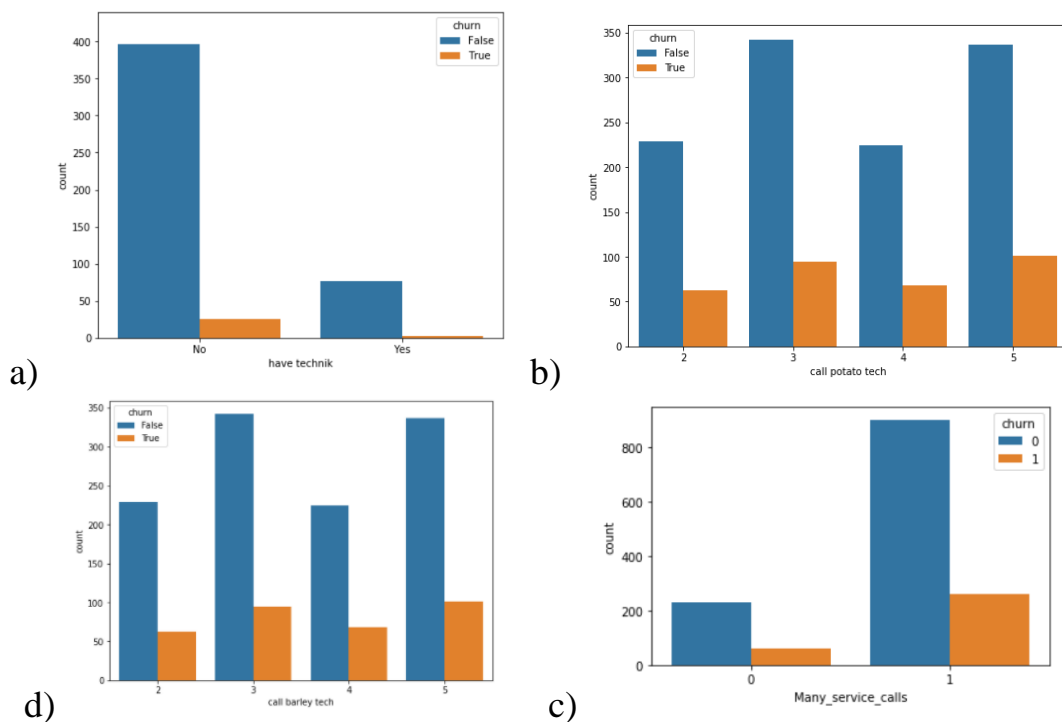 churn
False
True
400
350
300
250
200
150
100
50
0
count
No
Yes
have technik
a)
churn
False
True
350
300
250
200
150
100
50
0
count
2
3
4
5
call potato tech
b)
churn
False
True
350
300
250
200
150
100
50
0
count
2
3
4
5
call barley tech
d)
churn
0
1
800
600
400
200
0
count
0
1
Many_service_calls
c)